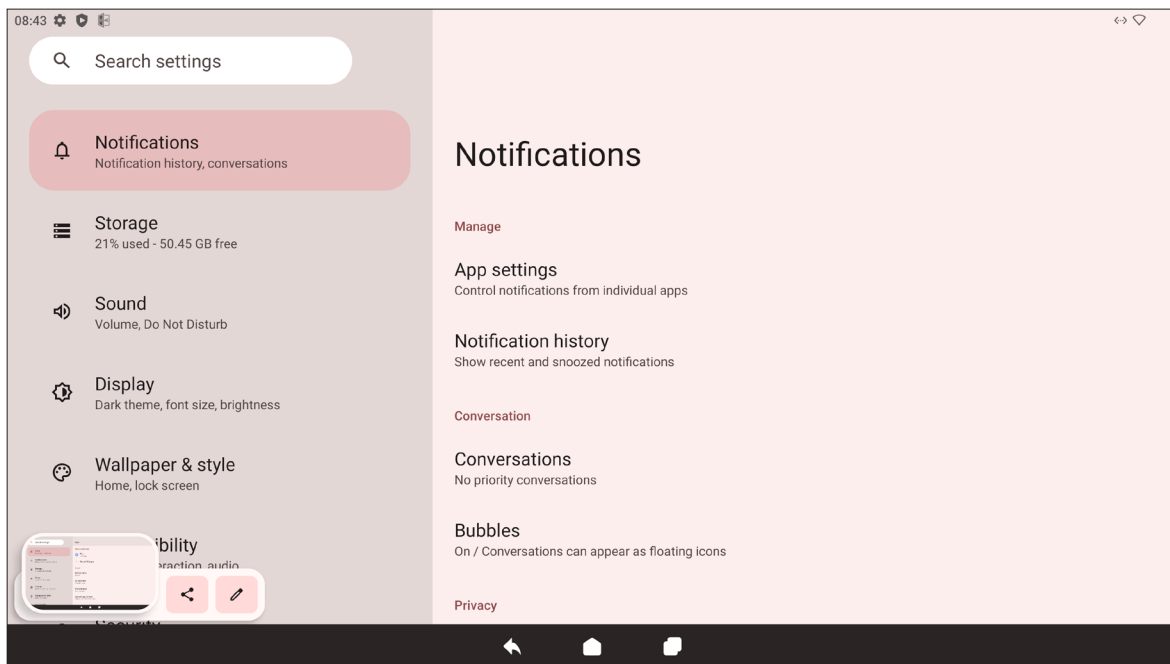 08:43
Search settings
Notifications
Notification history, conversations
Storage
21% used - 50.45 GB free
Sound
Volume, Do Not Disturb
Display
Dark theme, font size, brightness
Wallpaper & style
Home, lock screen
ibility
eraction, audio
Security
Notifications
Manage
App settings
Control notifications from individual apps
Notification history
Show recent and snoozed notifications
Conversation
Conversations
No priority conversations
Bubbles
On / Conversations can appear as floating icons
Privacy